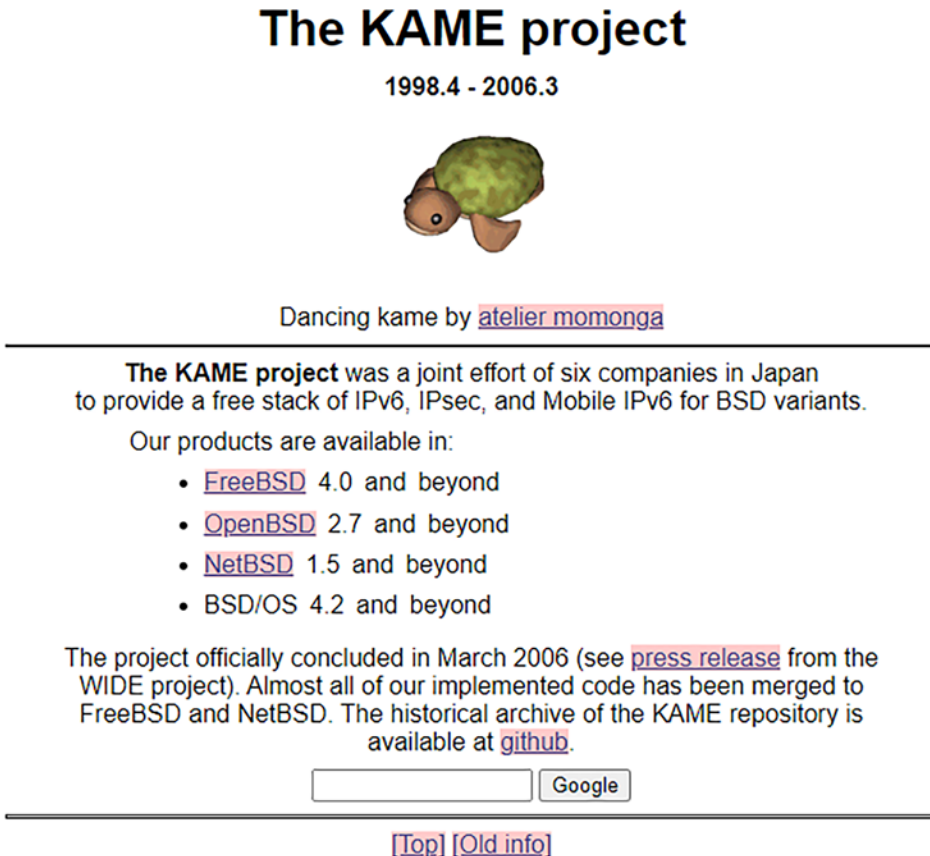 The KAME project
1998.4 - 2006.3
Dancing kame by atelier momonga
The KAME project was a joint effort of six companies in Japan
to provide a free stack of IPv6, IPsec, and Mobile IPv6 for BSD variants.
Our products are available in:
• FreeBSD 4.0 and beyond
• OpenBSD 2.7 and beyond
• NetBSD 1.5 and beyond
• BSD/OS 4.2 and beyond
The project officially concluded in March 2006 (see press release from the
WIDE project). Almost all of our implemented code has been merged to
FreeBSD and NetBSD. The historical archive of the KAME repository is
available at github.
Google
[Top] [Old info]